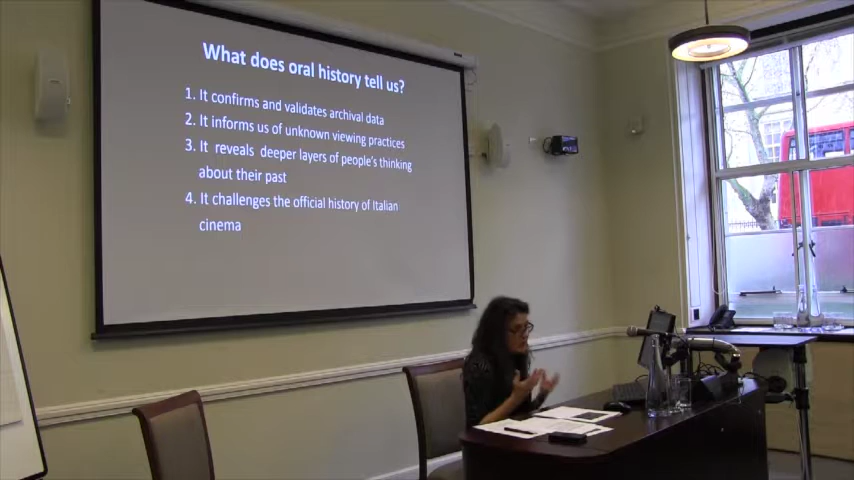 What does oral history tell us?
1. It confirms and validates archival data
2. It informs us of unknown viewing practices
3. It reveals deeper layers of people's thinking
about their past
4. It challenges the official history of Italian
cinema